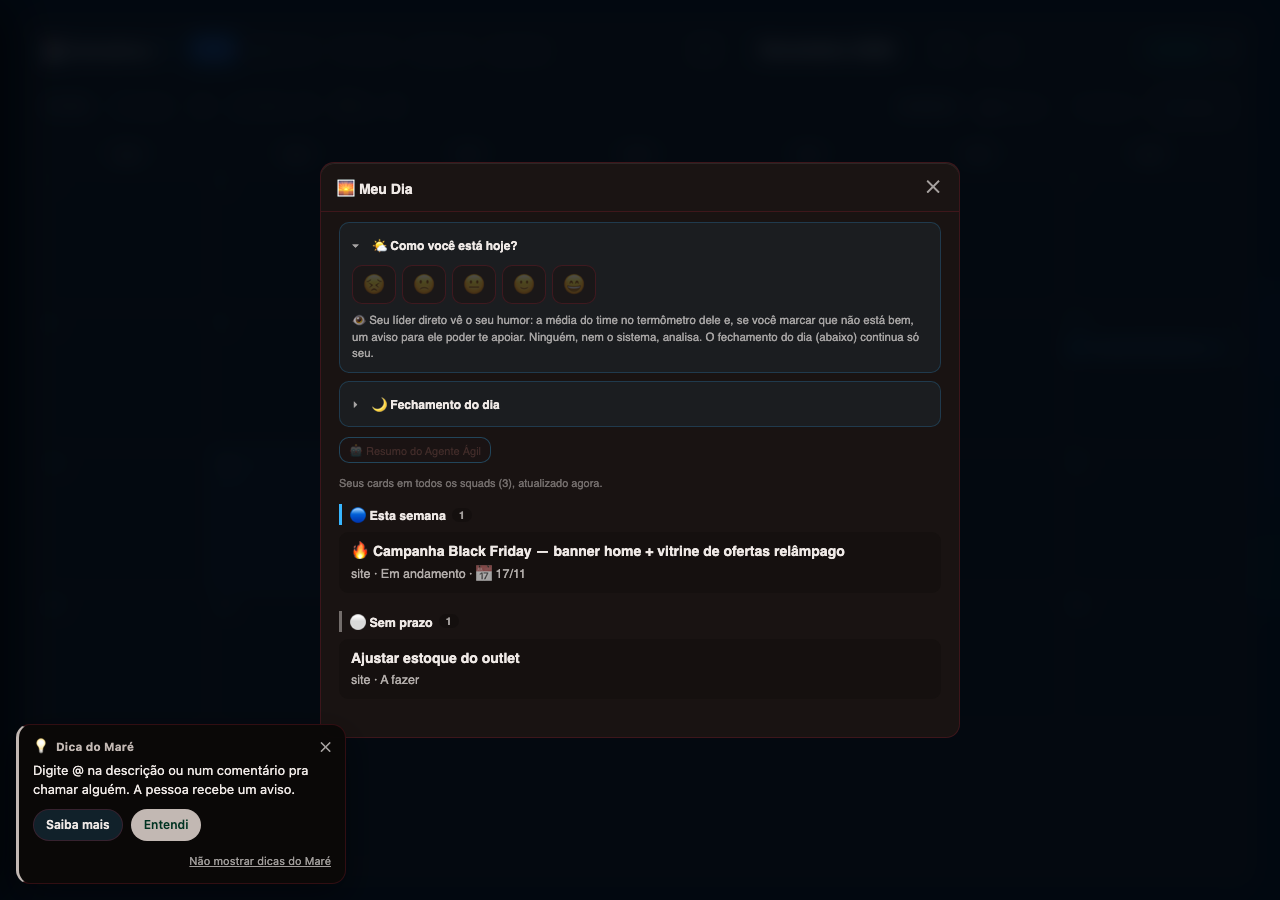 Meu Dia
Como você está hoje?
Seu líder direto vê o seu humor: a média do time no termômetro dele e, se você marcar que não está bem,
um aviso para ele poder te apoiar. Ninguém, nem o sistema, analisa. O fechamento do dia (abaixo) continua só
seu.
Fechamento do dia
Resumo do Agente Ágil
Seus cards em todos os squads (3), atualizado agora.
Esta semana 1
Campanha Black Friday — banner home + vitrine de ofertas relâmpago
site · Em andamento · 17/11
Sem prazo 1
Ajustar estoque do outlet
site · A fazer
Dica do Maré
Digite @ na descrição ou num comentário pra
chamar alguém. A pessoa recebe um aviso.
Saiba mais Entendi
Não mostrar dicas do Maré